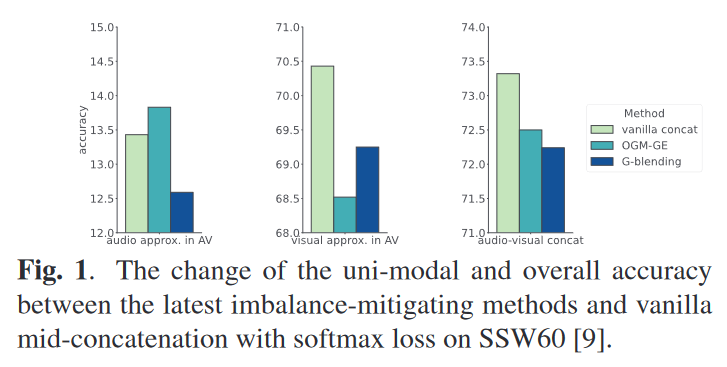 15.0
14.5
14.0
13.5
13.0
12.5
12.0
accuracy
audio approx. in AV
71.0
70.5
70.0
69.5
69.0
68.5
68.0
visual approx. in AV
74.0
73.5
73.0
72.5
72.0
71.5
71.0
audio-visual concat
Method
vanilla concat
OGM-GE
G-blending
Fig. 1. The change of the uni-modal and overall accuracy
between the latest imbalance-mitigating methods and vanilla
mid-concatenation with softmax loss on SSW60 [9].